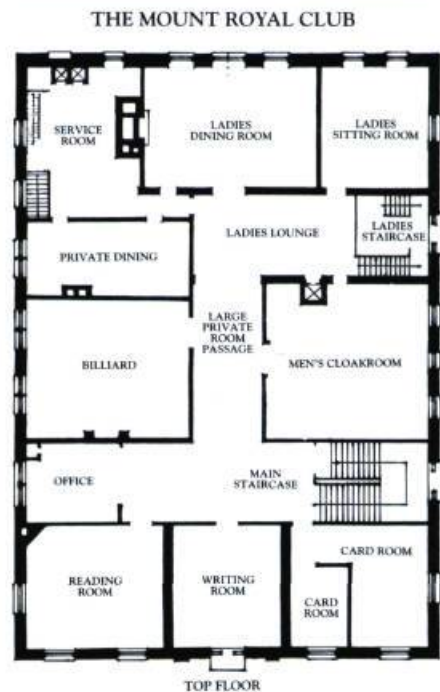 THE MOUNT ROYAL CLUB
SERVICE
ROOM
LADIES
DINING ROOM
LADIES
SITTING ROOM
LADIES LOUNGE
LADIES
STAIRCASE
PRIVATE DINING
LARGE
PRIVATE
ROOM
PASSAGE
BILLIARD
MEN'S CLOAKROOM
OFFICE
MAIN
STAIRCASE
READING
ROOM
WRITING
ROOM
CARD
ROOM
CARD ROOM
TOP FLOOR